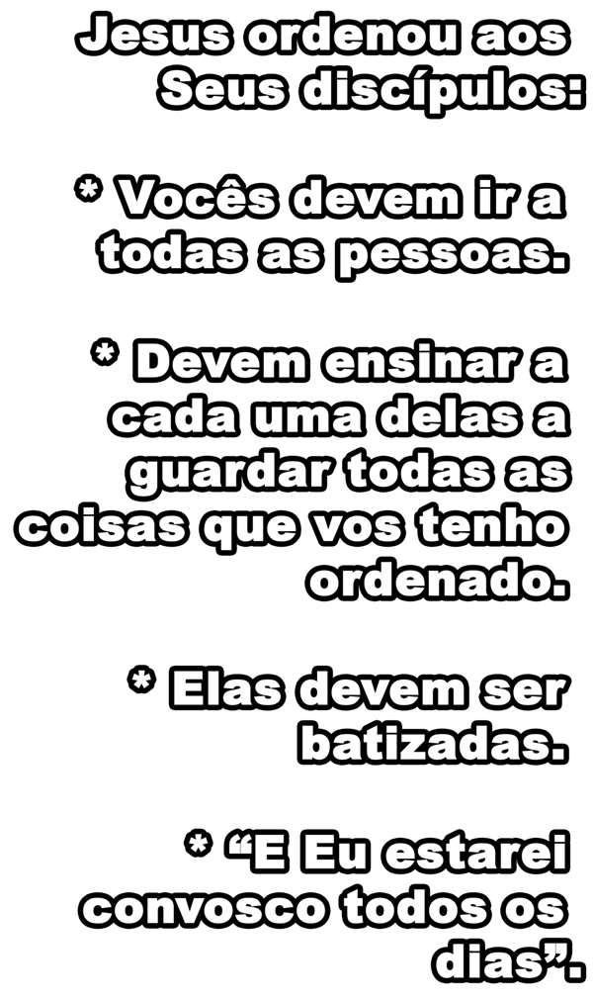 Jesus ordenou aos
Seus discípulos:
* Vocês devem ir a
todas as pessoas.
* Devem ensinar a
cada uma delas a
guardar todas as
coisas que vos tenho
ordenado.
* Elas devem ser
batizadas.
* “E Eu estarei
convosco todos os
dias”.